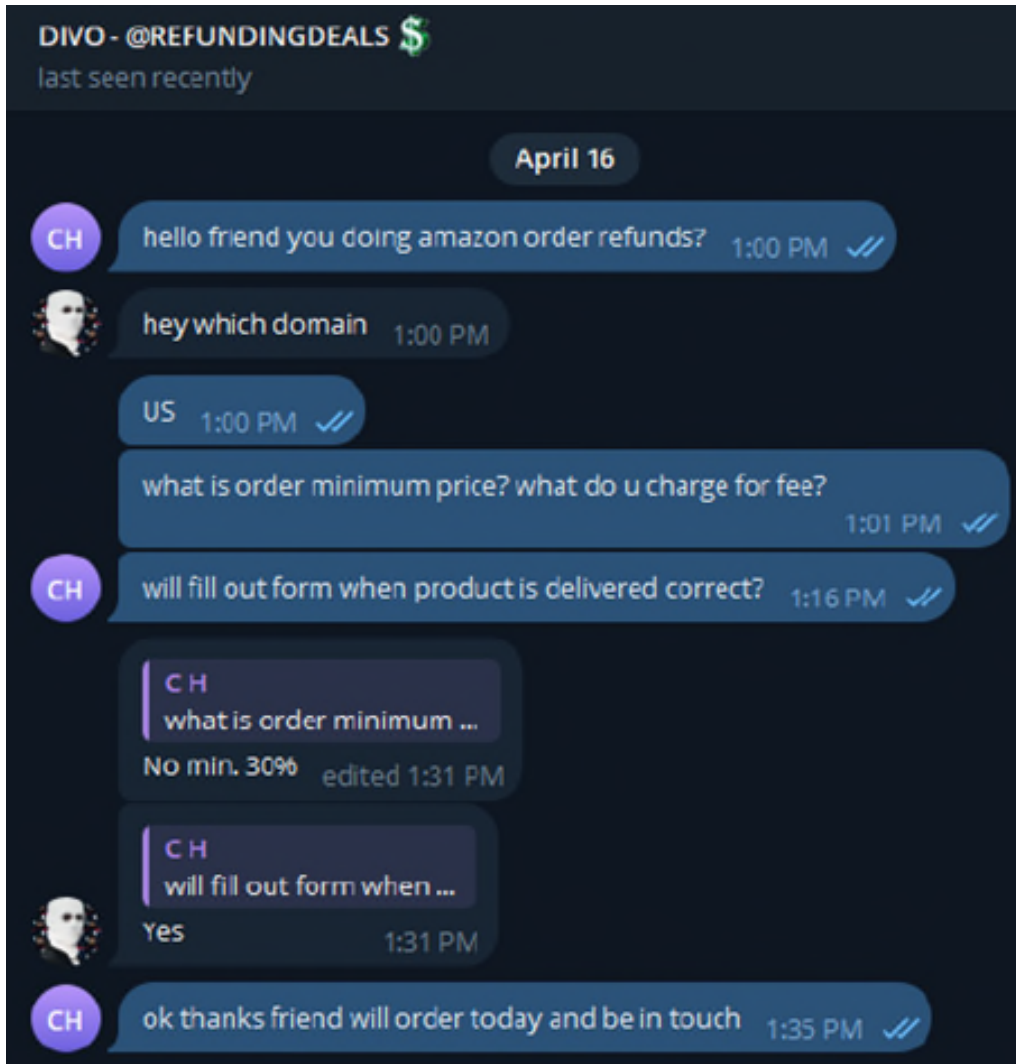 DIVO - @REFUNDINGDEALS
last seen recently
April 16
CH
hello friend you doing amazon order refunds? 1:00 PM
hey which domain 1:00 PM
US 1:00 PM
what is order minimum price? what do u charge for fee?
1:01 PM
CH
will fill out form when product is delivered correct? 1:16 PM
C H
what is order minimum ...
No min. 30% edited 1:31 PM
C H
will fill out form when ...
Yes 1:31 PM
CH
ok thanks friend will order today and be in touch 1:35 PM